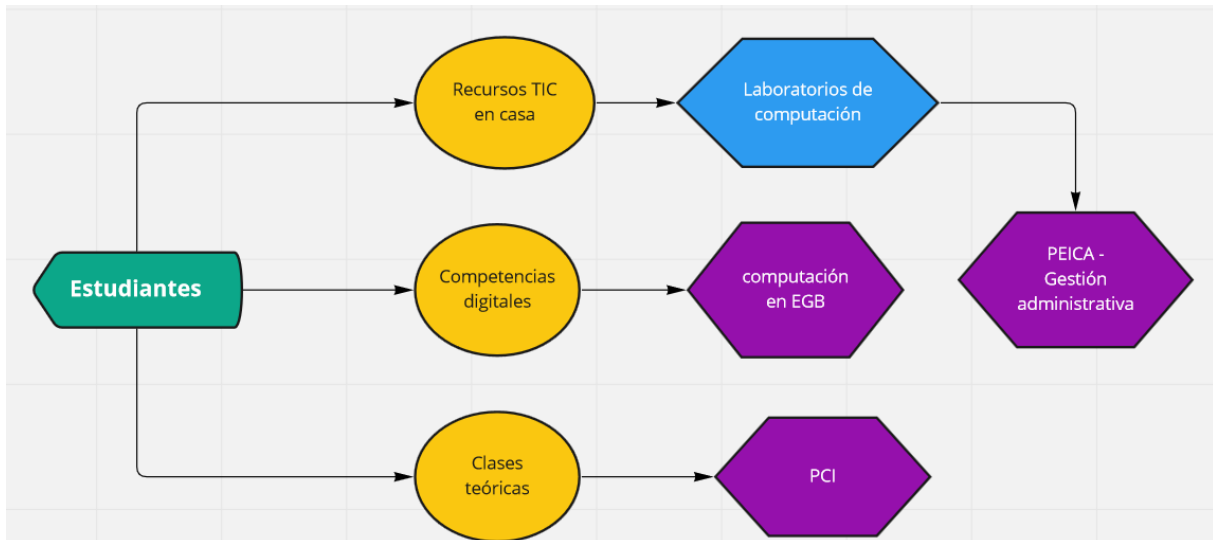 Recursos TIC
en casa
Laboratorios de
computación
Estudiantes
Competencias
digitales
computación
en EGB
PEICA -
Gestión
administrativa
Clases
teóricas
PCI